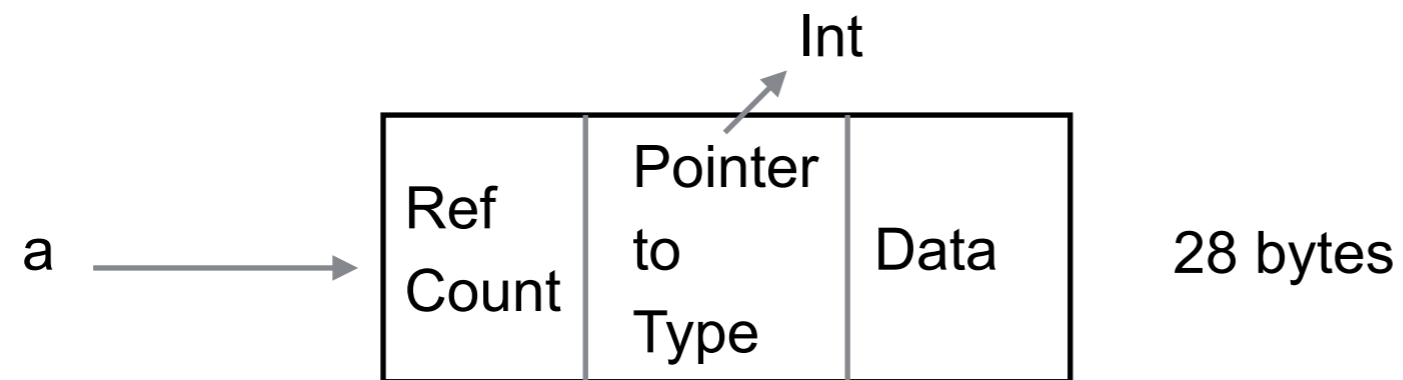 Int
a
Ref
Count
Pointer
to
Type
Data
28 bytes